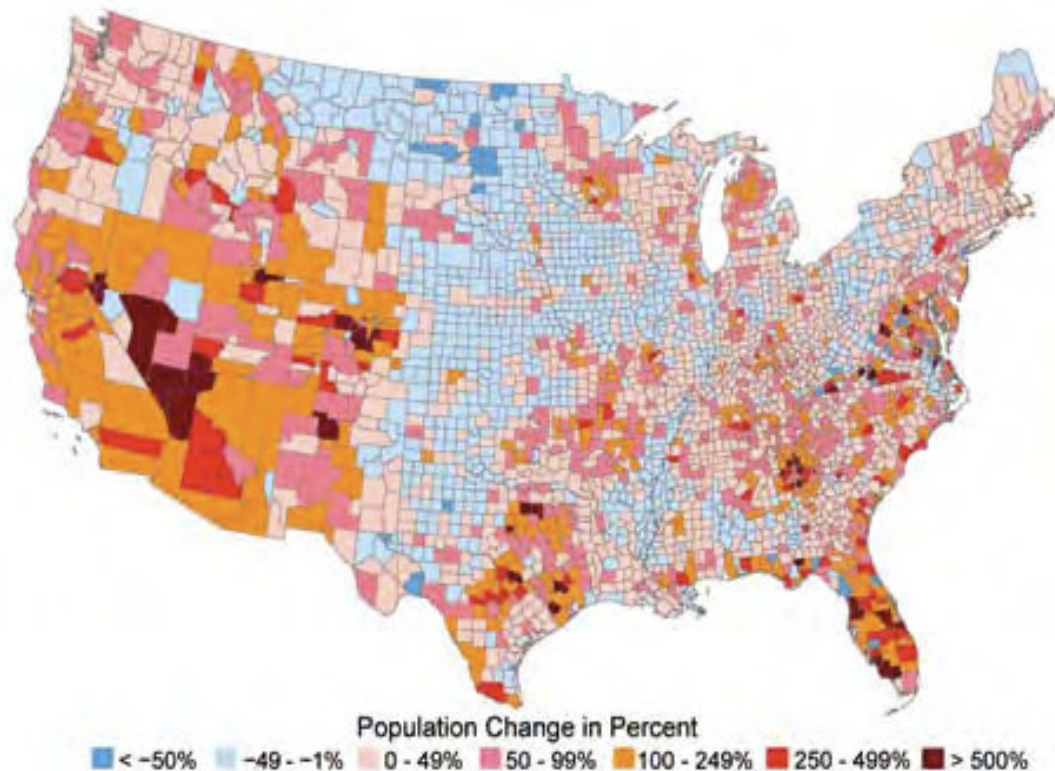 Population Change in Percent
< −50% −49 - −1% 0 - 49% 50 - 99% 100 - 249% 250 - 499% > 500%